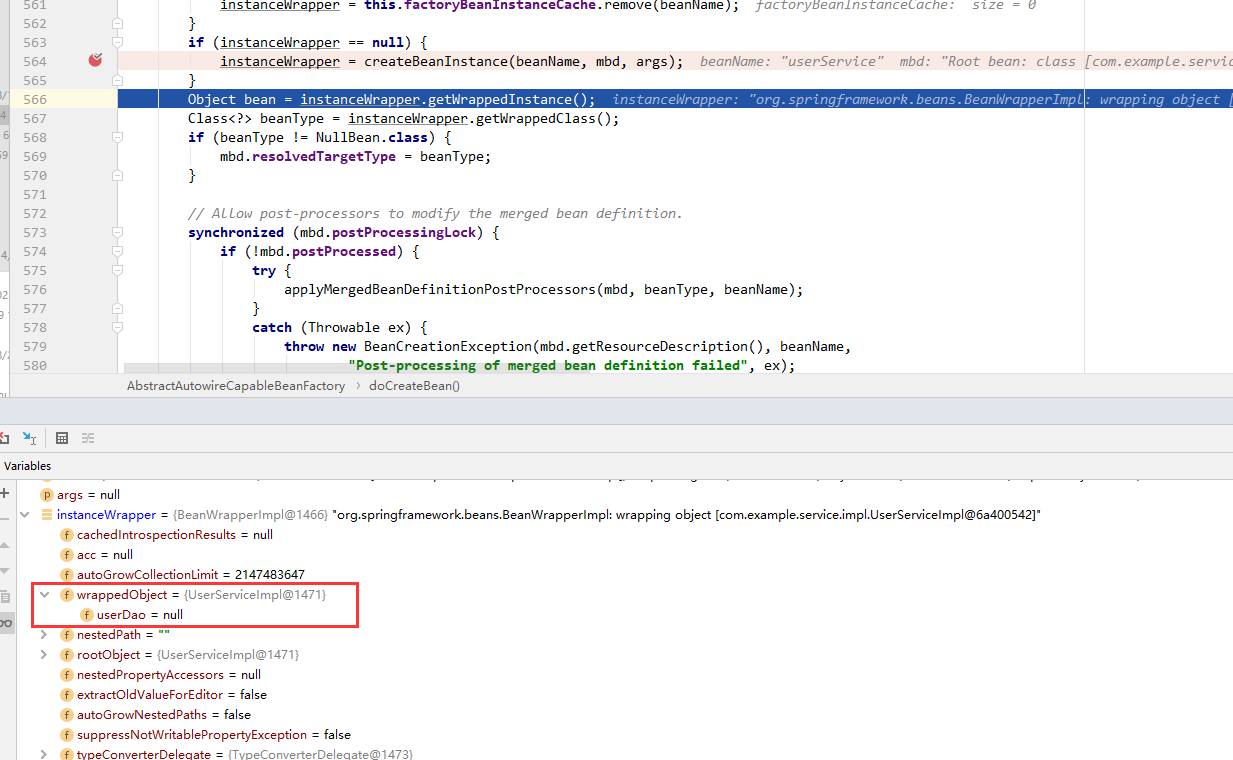 561 instanceWrapper = this.factoryBeanInstanceCache.remove(beanName); factoryBeanInstanceCache: size = 0
562 }
563 if (instanceWrapper == null) {
564 instanceWrapper = createBeanInstance(beanName, mbd, args); beanName: "userService" mbd: "Root bean: class [com.example.servic
565 }
566 Object bean = instanceWrapper.getWrappedInstance(); instanceWrapper: "org.springframework.beans.BeanWrapperImpl: wrapping object [
567 Class<?> beanType = instanceWrapper.getWrappedClass();
568 if (beanType != NullBean.class) {
569 mbd.resolvedTargetType = beanType;
570 }
571
572 // Allow post-processors to modify the merged bean definition.
573 synchronized (mbd.postProcessingLock) {
574 if (!mbd.postProcessed) {
575 try {
576 applyMergedBeanDefinitionPostProcessors(mbd, beanType, beanName);
577 }
578 catch (Throwable ex) {
579 throw new BeanCreationException(mbd.getResourceDescription(), beanName,
580 "Post-processing of merged bean definition failed", ex);
AbstractAutowireCapableBeanFactory › doCreateBean()
Variables
p args = null
instanceWrapper = {BeanWrapperImpl@1466} "org.springframework.beans.BeanWrapperImpl: wrapping object [com.example.service.impl.UserServiceImpl@6a400542]"
f cachedIntrospectionResults = null
f acc = null
f autoGrowCollectionLimit = 2147483647
f wrappedObject = {UserServiceImpl@1471}
f userDao = null
f nestedPath = ""
f rootObject = {UserServiceImpl@1471}
f nestedPropertyAccessors = null
f extractOldValueForEditor = false
f autoGrowNestedPaths = false
f suppressNotWritablePropertyException = false
f typeConverterDelegate = {TypeConverterDelegate@1473}